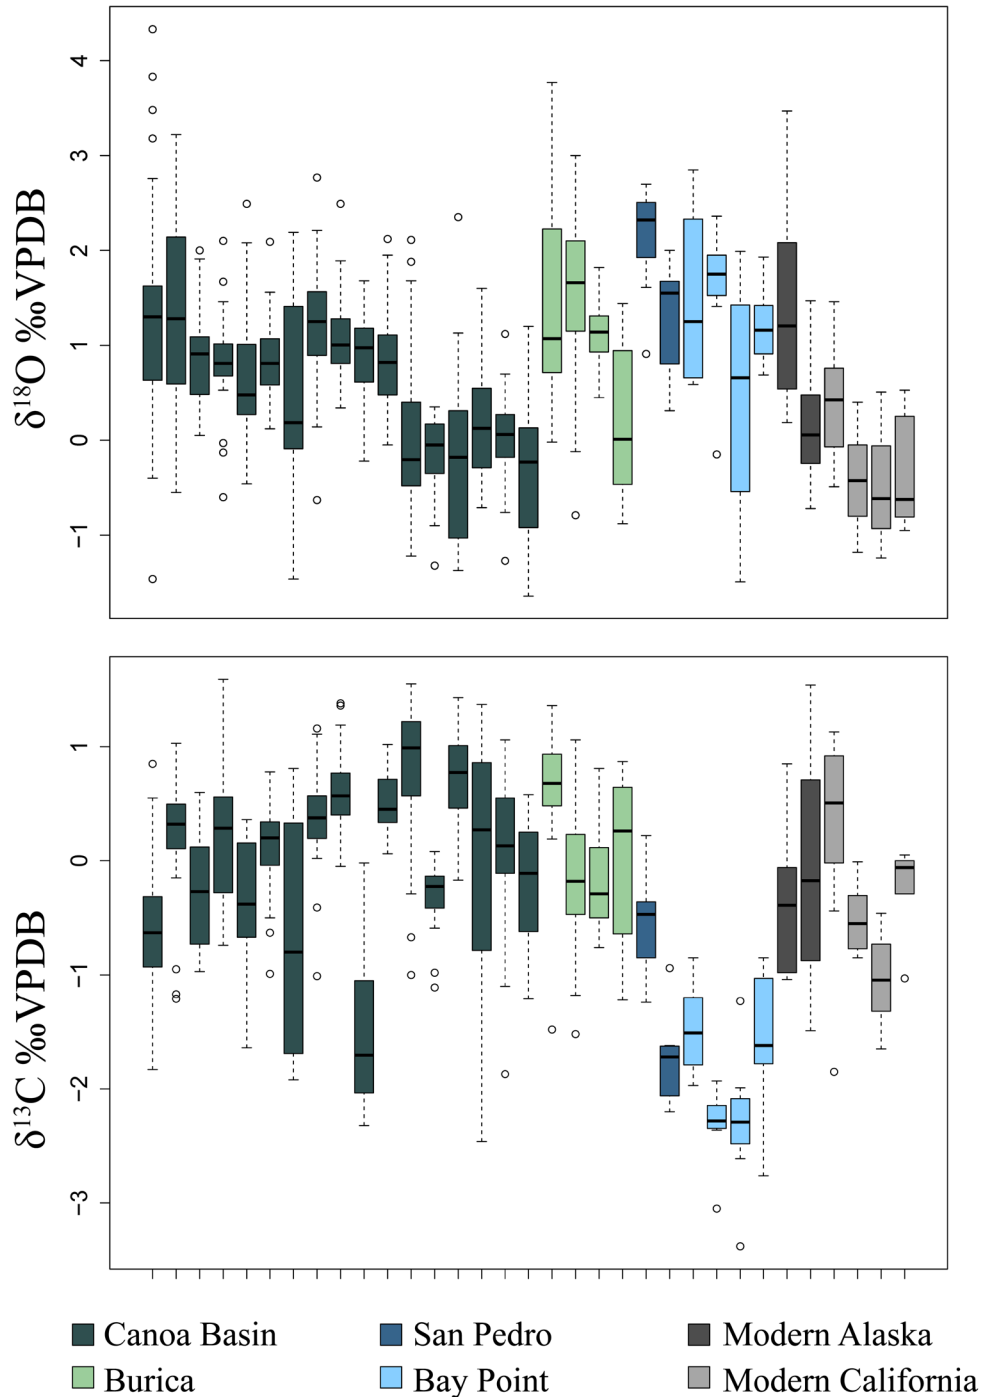 δ¹⁸O ‰VPDB
4
3
2
1
0
−1
δ¹³C ‰VPDB
1
0
−1
−2
−3
Canoa Basin
San Pedro
Modern Alaska
Burica
Bay Point
Modern California